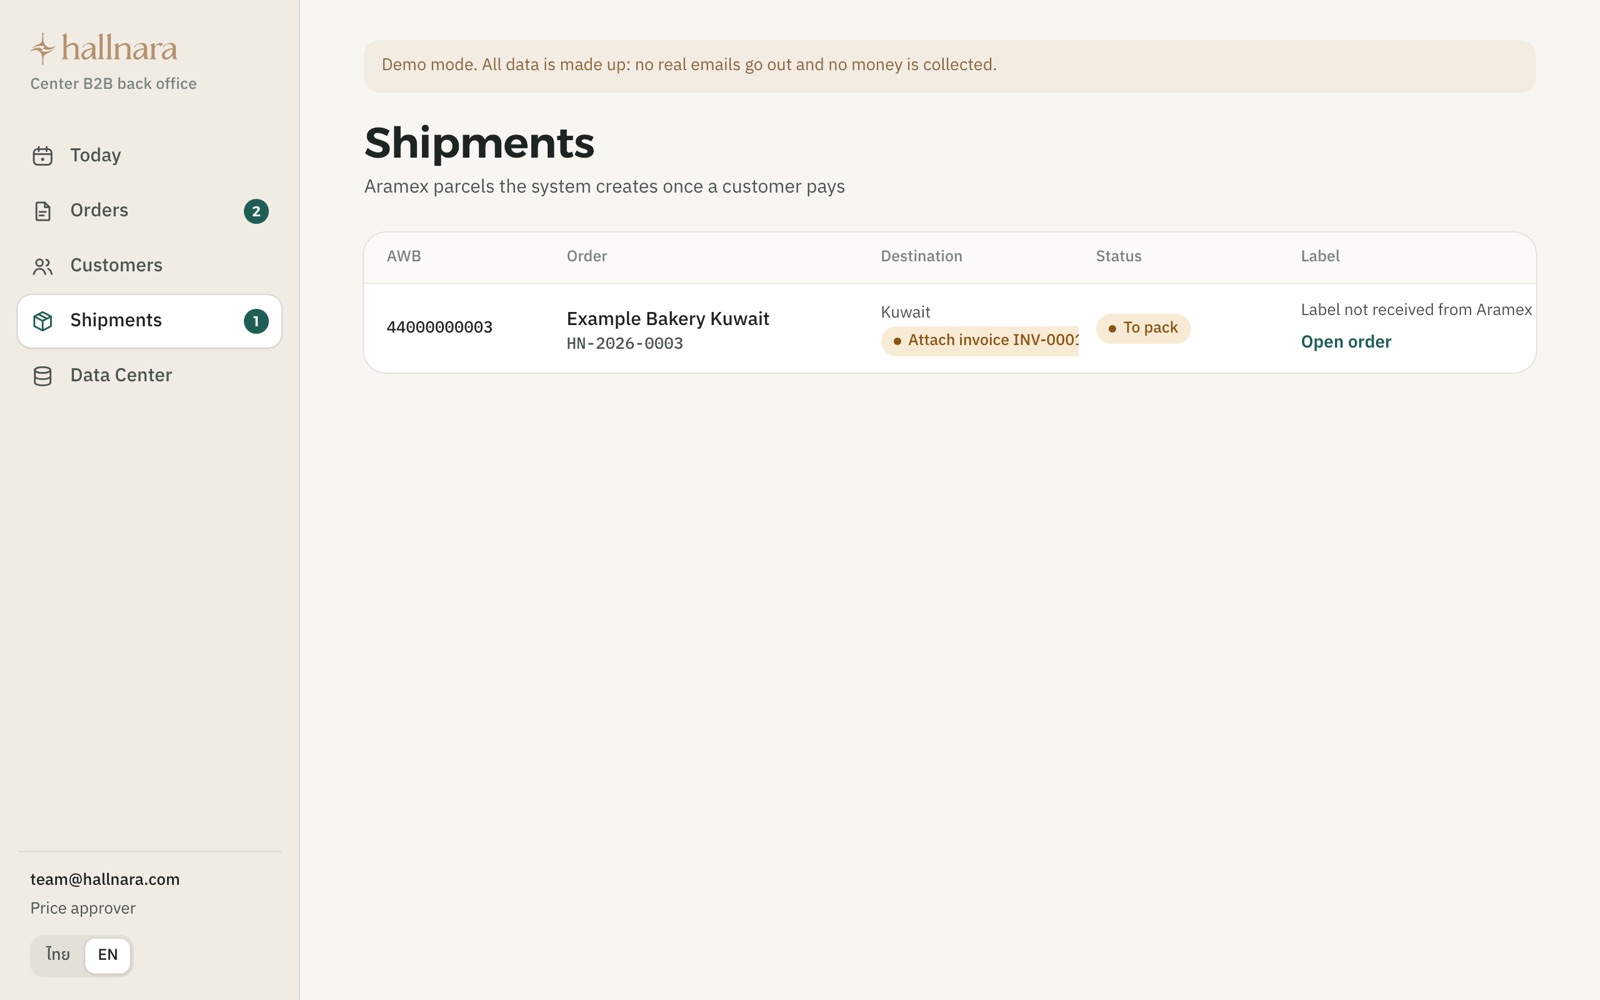 hallnara
Center B2B back office
Today
Orders 2
Customers
Shipments 1
Data Center
team@hallnara.com
Price approver
ไทย EN
Demo mode. All data is made up: no real emails go out and no money is collected.
Shipments
Aramex parcels the system creates once a customer pays
AWB Order Destination Status Label
44000000003
Example Bakery Kuwait
HN-2026-0003
Kuwait
Attach invoice INV-0001
To pack
Label not received from Aramex
Open order